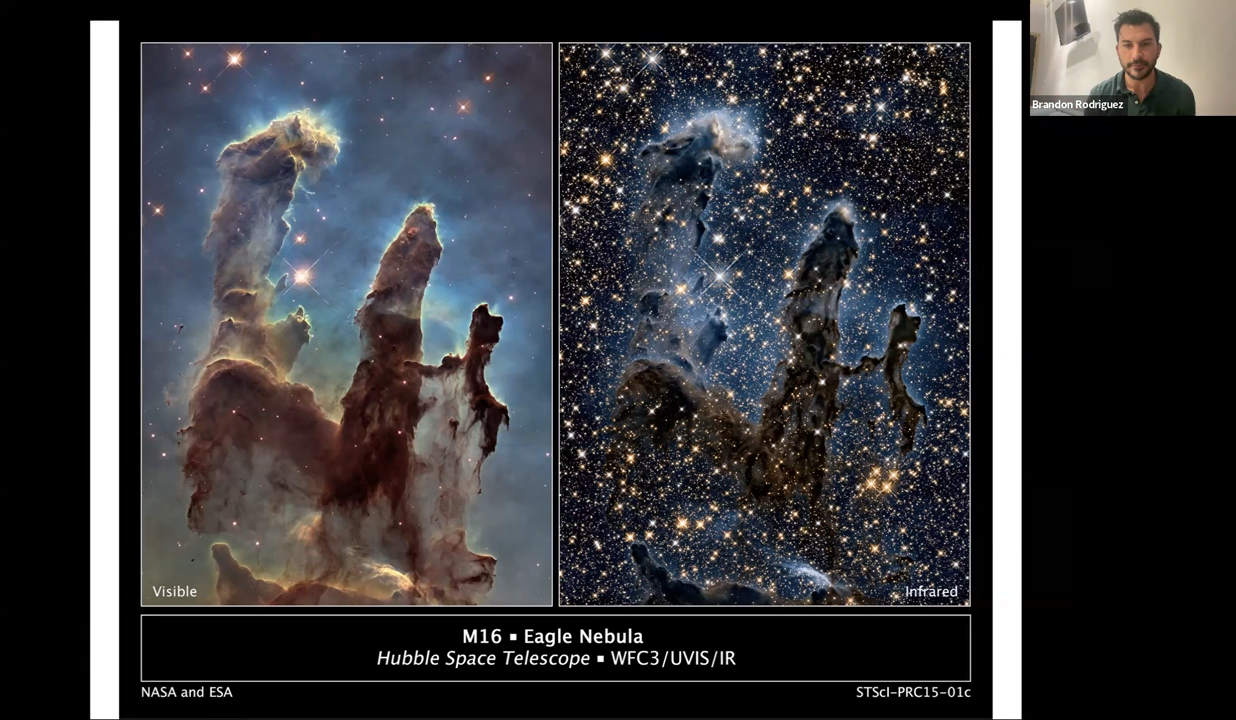 Brandon Rodriguez
Visible
Infrared
M16 ▪ Eagle Nebula
Hubble Space Telescope ▪ WFC3/UVIS/IR
NASA and ESA
STScI-PRC15-01c